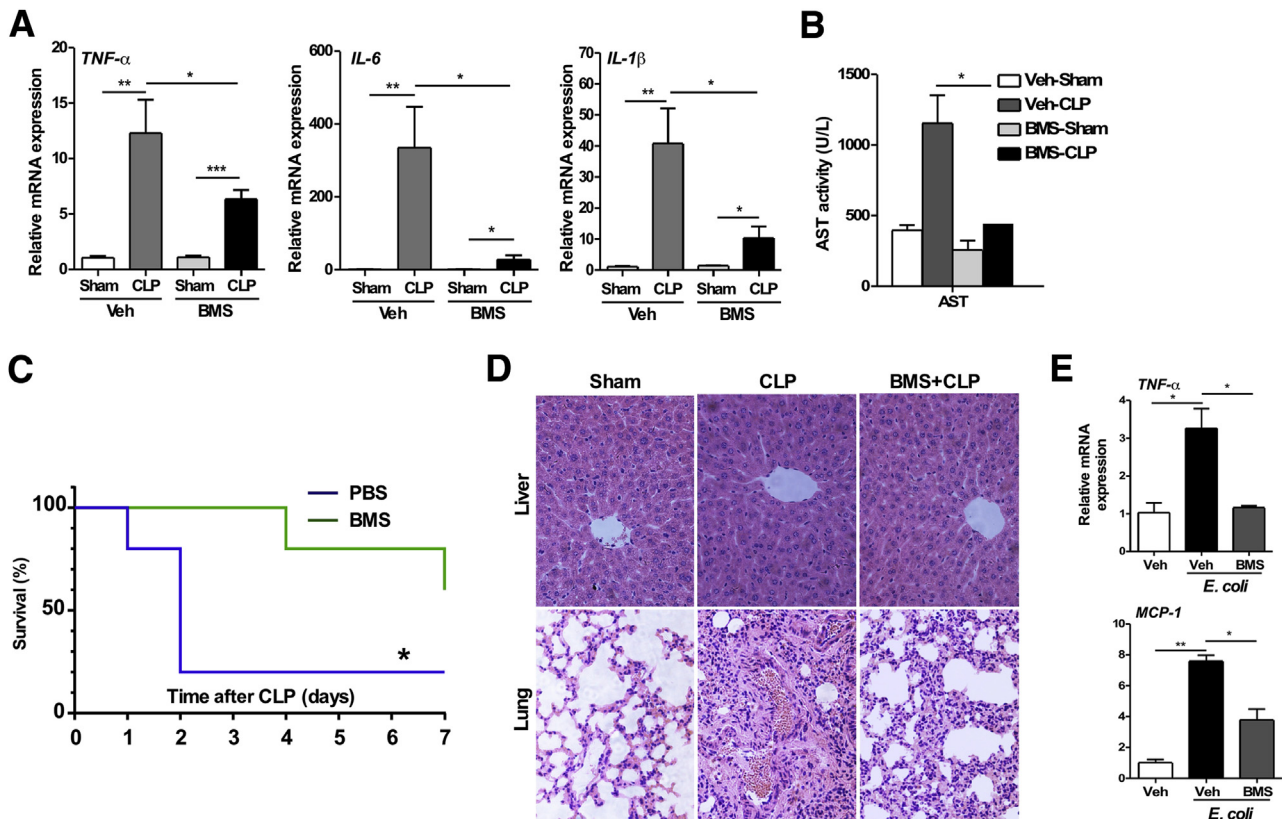 A
TNF-α
Relative mRNA expression
20
15
10
5
0
**
*
***
Sham CLP Sham CLP
Veh BMS
IL-6
Relative mRNA expression
600
400
200
0
**
*
*
Sham CLP Sham CLP
Veh BMS
IL-1β
Relative mRNA expression
70
60
50
40
30
20
10
0
**
*
*
Sham CLP Sham CLP
Veh BMS
B
AST activity (U/L)
1500
1000
500
0
*
AST
Veh-Sham
Veh-CLP
BMS-Sham
BMS-CLP
C
Survival (%)
100
50
0
PBS
BMS
*
Time after CLP (days)
0 1 2 3 4 5 6 7
D
Sham CLP BMS+CLP
Liver
Lung
E
TNF-α
Relative mRNA
expression
4
3
2
1
0
*
*
Veh Veh BMS
E. coli
MCP-1
10
8
6
4
2
0
**
*
Veh Veh BMS
E. coli